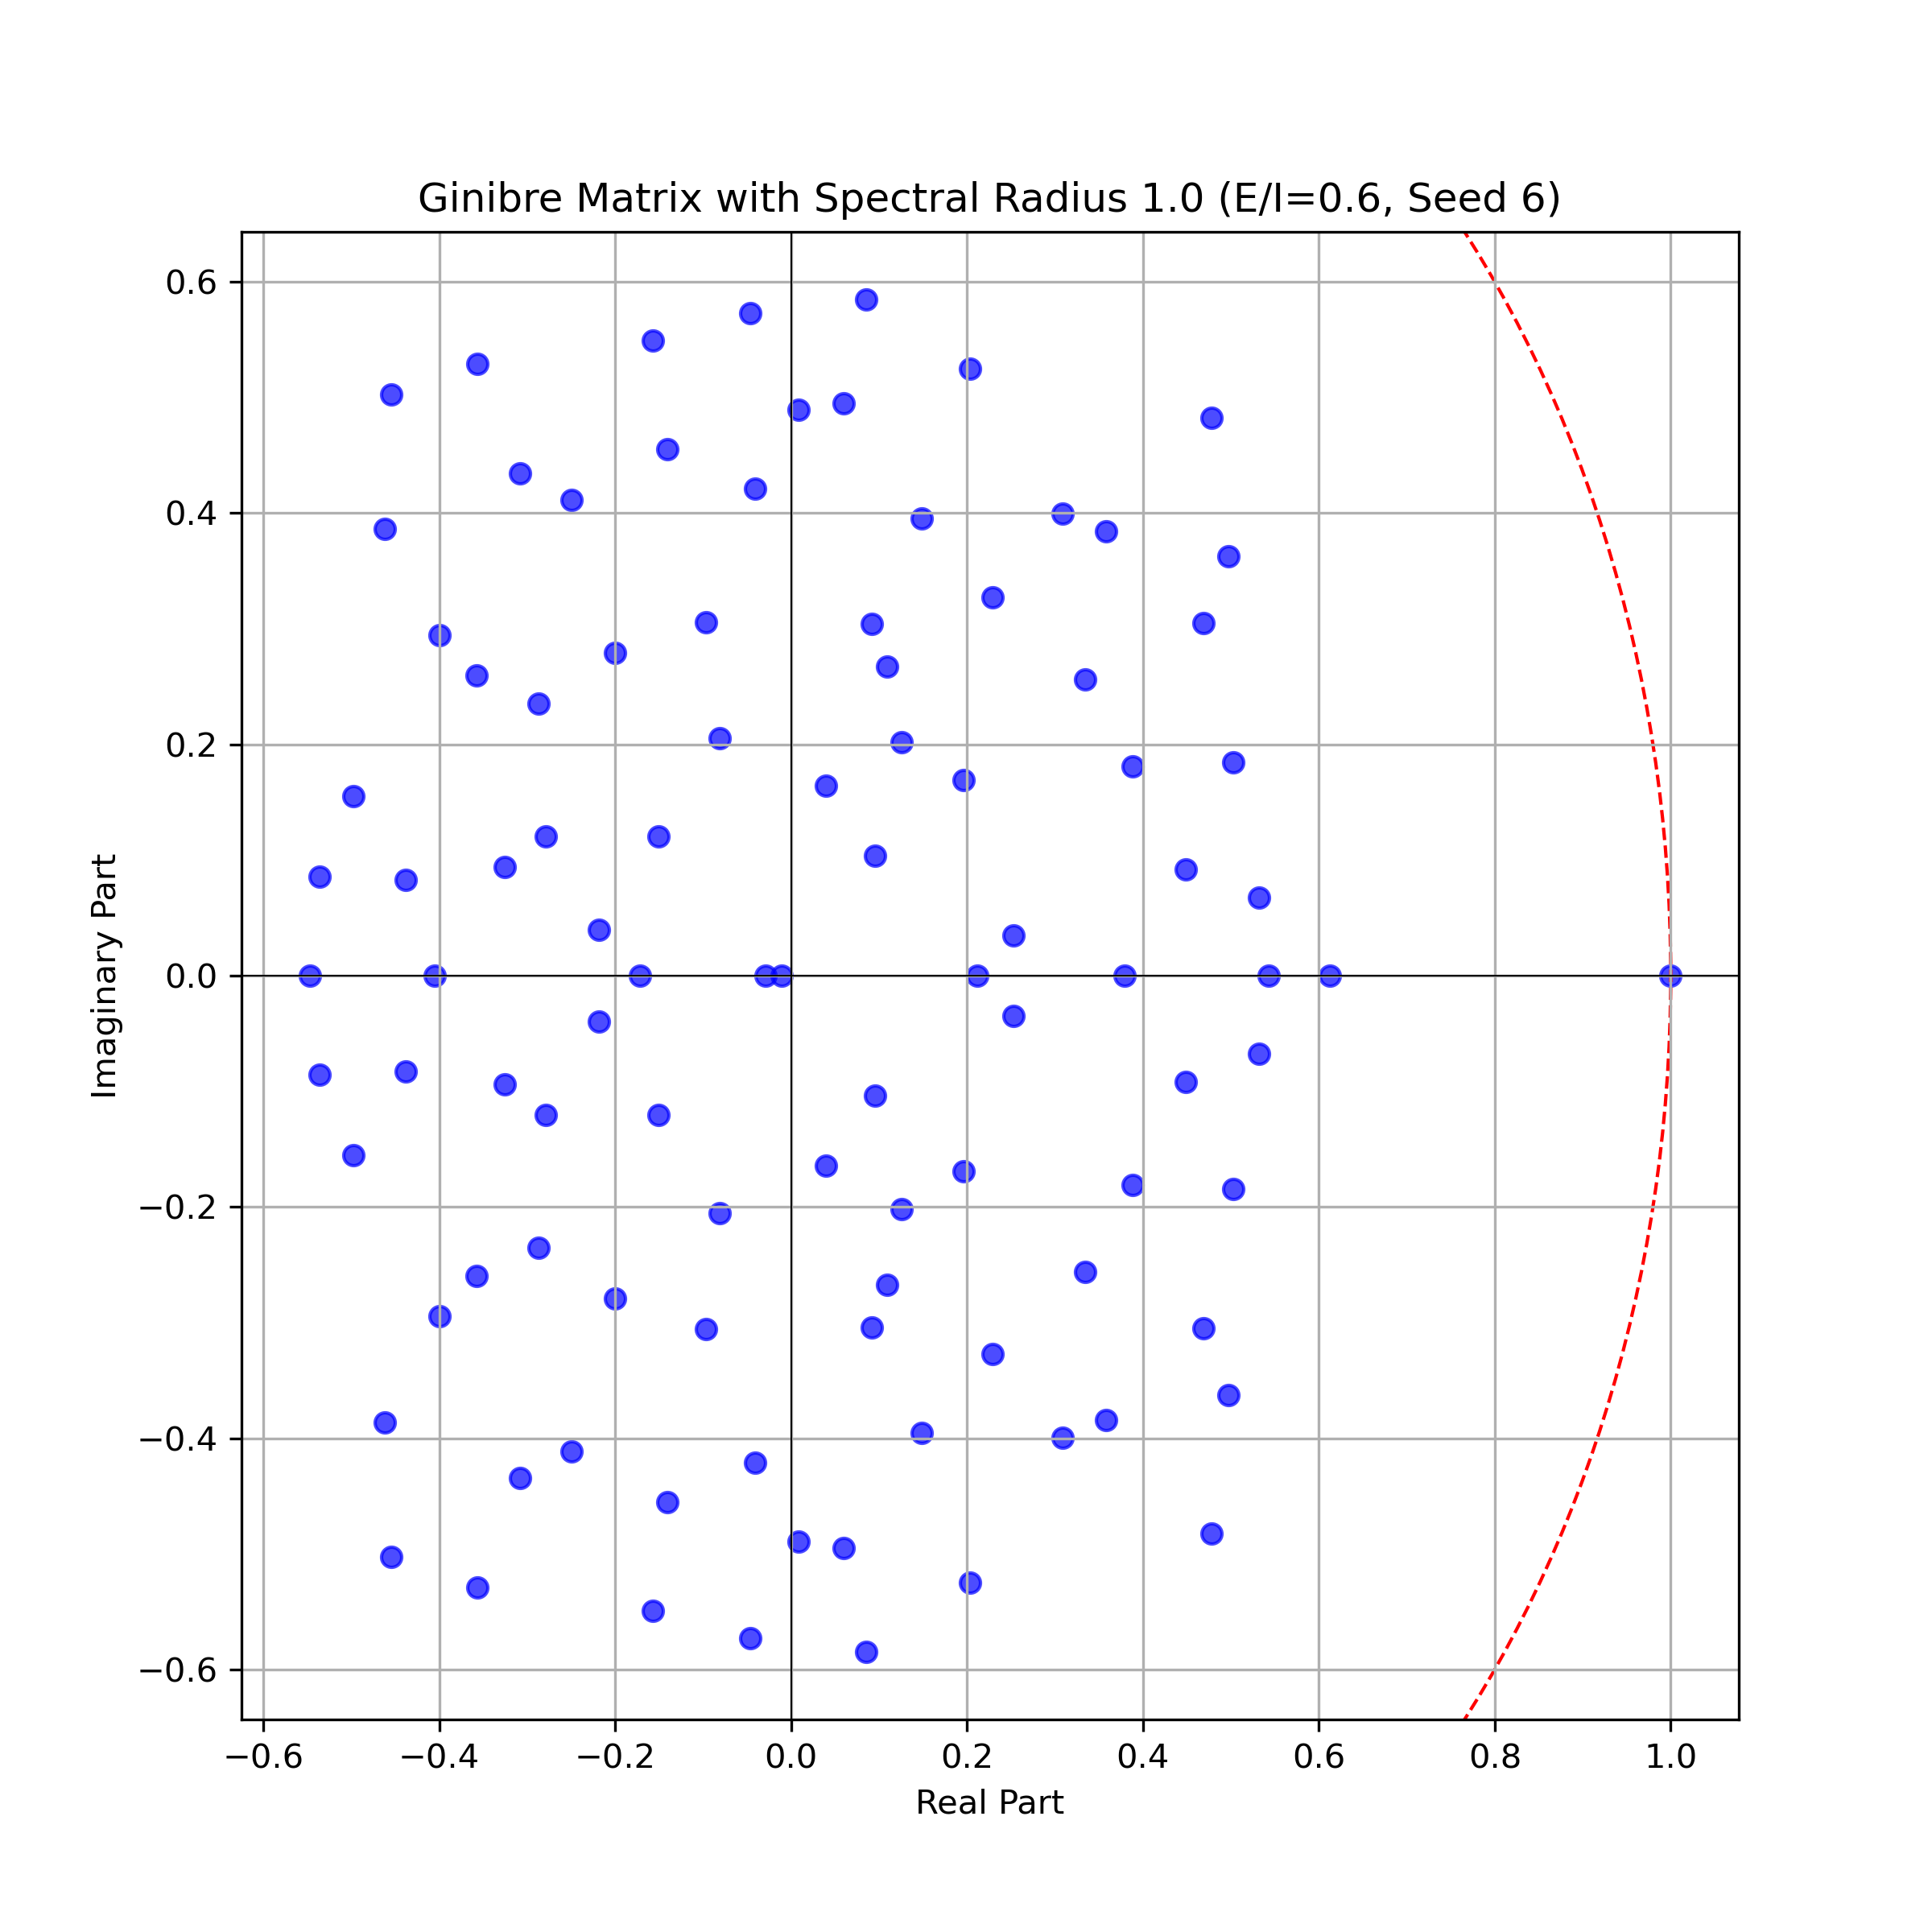 Ginibre Matrix with Spectral Radius 1.0 (E/I=0.6, Seed 6)
0.6
0.4
0.2
0.0
−0.2
−0.4
−0.6
Imaginary Part
−0.6 −0.4 −0.2 0.0 0.2 0.4 0.6 0.8 1.0
Real Part